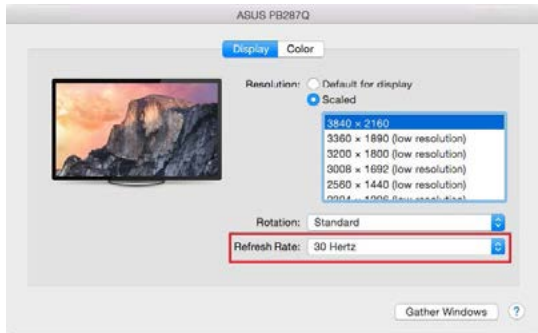 ASUS PB287Q
Display Color
Resolution: Default for display
Scaled
3840 × 2160
3360 × 1890 (low resolution)
3200 × 1800 (low resolution)
3008 × 1692 (low resolution)
2560 × 1440 (low resolution)
Rotation: Standard
Refresh Rate: 30 Hertz
Gather Windows ?